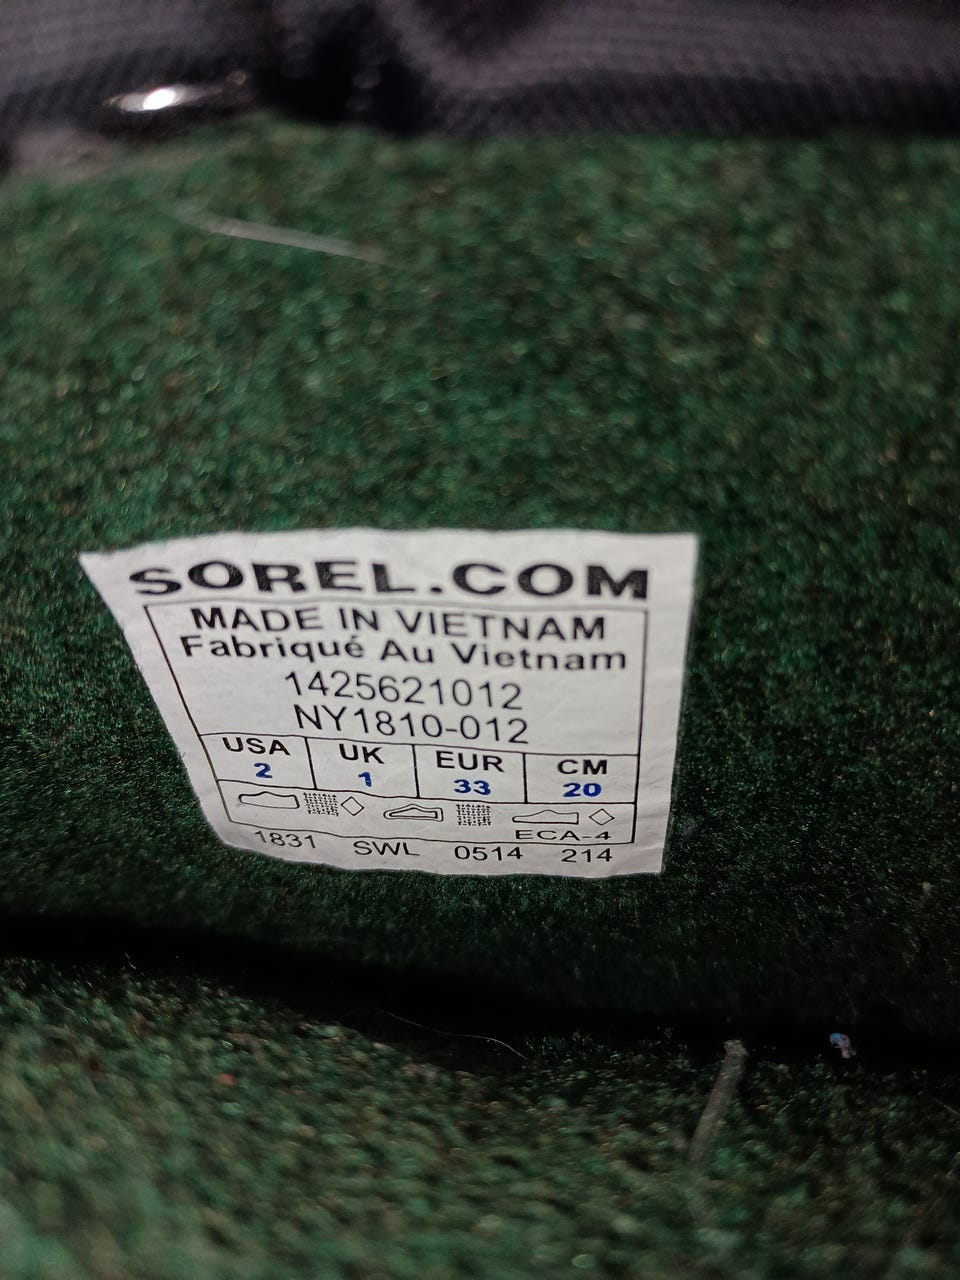 SOREL.COM
MADE IN VIETNAM
Fabriqué Au Vietnam
1425621012
NY1810-012
USA UK EUR CM
2 1 33 20
ECA-4
1831 SWL 0514 214